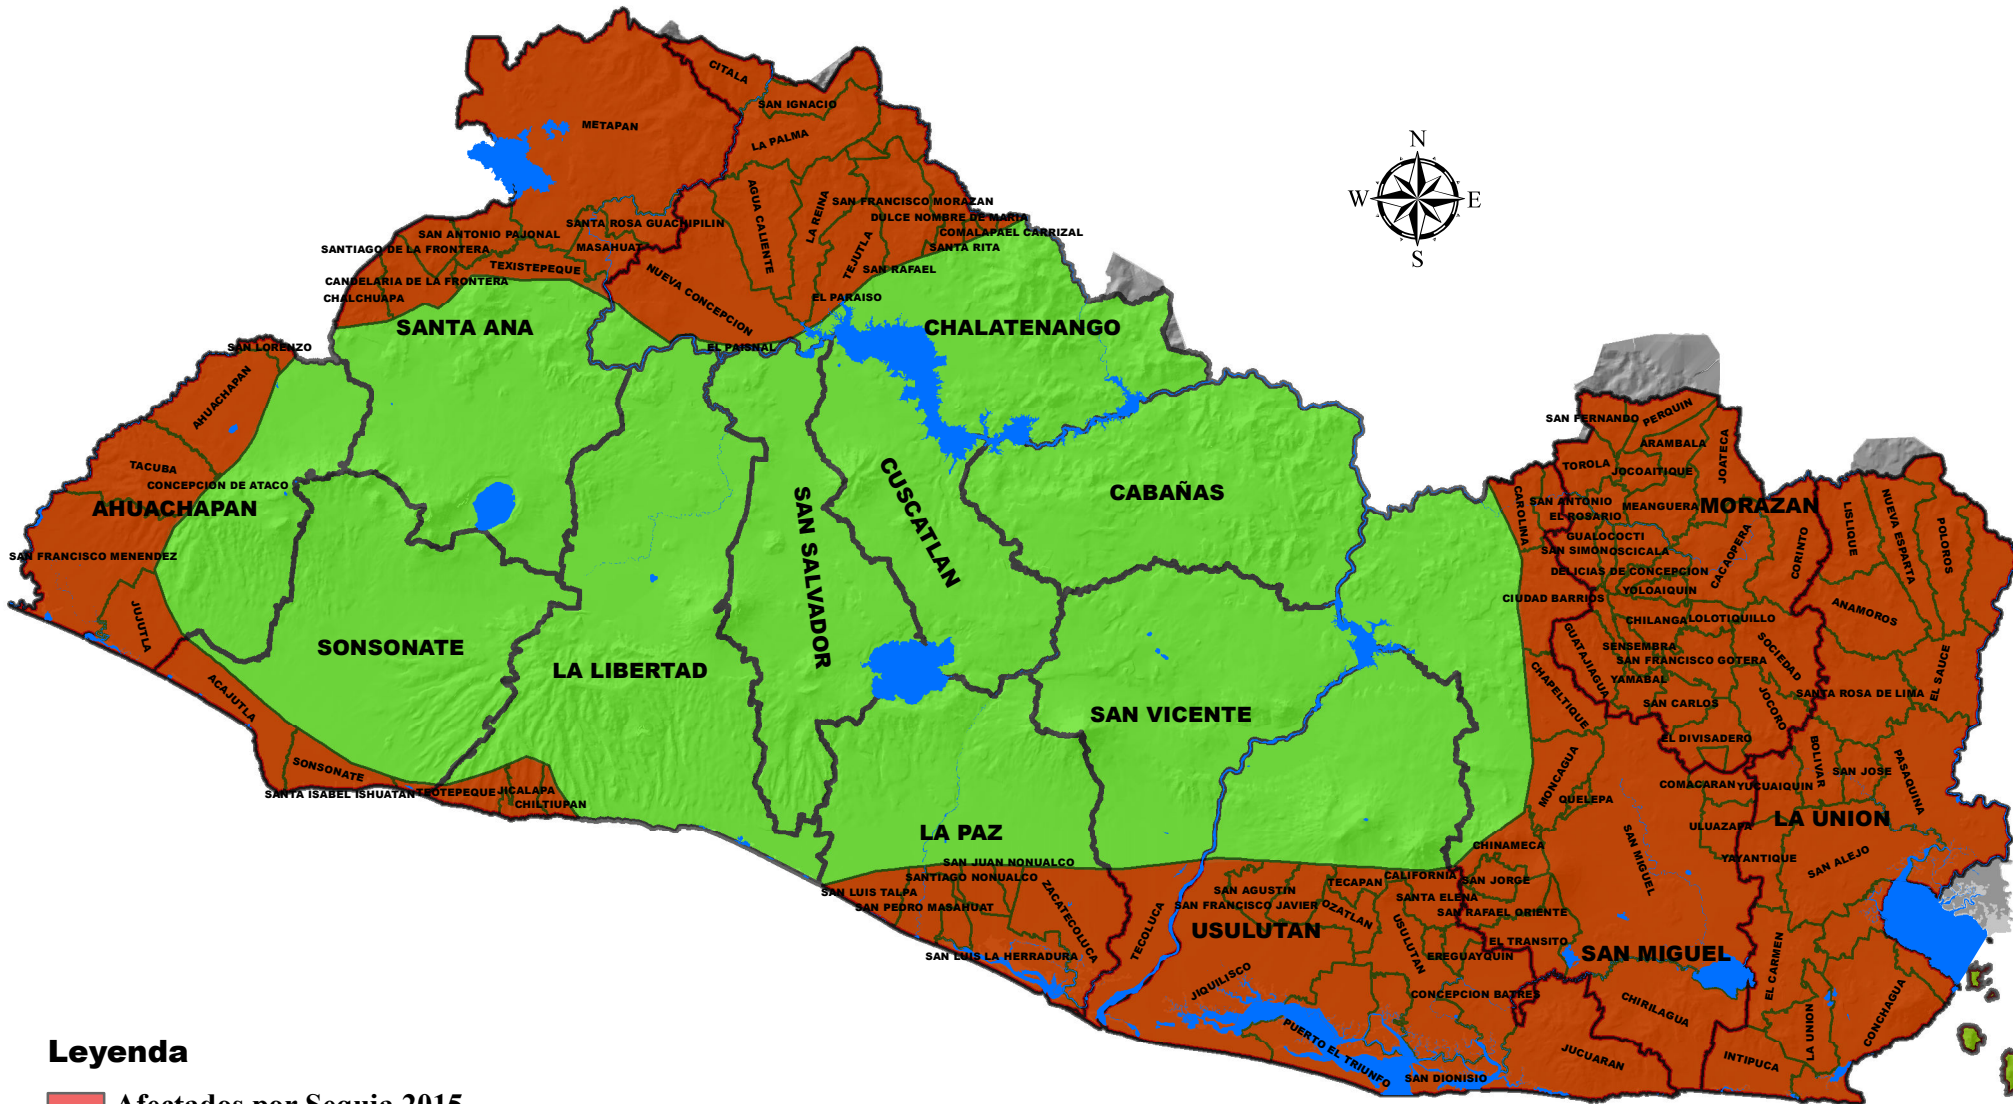 CITALA
SAN IGNACIO
METAPAN
LA PALMA
N
W
E
S
AGUA CALIENTE
LA REINA
SAN FRANCISCO MORAZAN
DULCE NOMBRE DE MARIA
COMALAPA
EL CARRIZAL
SANTA RITA
SANTA ROSA GUACHIPILIN
SAN ANTONIO PAJONAL
MASAHUAT
SANTIAGO DE LA FRONTERA
TEXISTEPEQUE
CANDELARIA DE LA FRONTERA
CHALCHUAPA
NUEVA CONCEPCION
TEJUTLA
SAN RAFAEL
EL PARAISO
SANTA ANA
CHALATENANGO
EL PAISNAL
SAN LORENZO
AHUACHAPAN
TACUBA
CONCEPCION DE ATACO
AHUACHAPAN
SAN FRANCISCO MENENDEZ
JUJUTLA
SONSONATE
LA LIBERTAD
SAN SALVADOR
CUSCATLAN
CABAÑAS
SAN VICENTE
LA PAZ
ACAJUTLA
SONSONATE
SANTA ISABEL ISHUATAN
TEOTEPEQUE
JICALAPA
CHILTIUPAN
SAN JUAN NONUALCO
SANTIAGO NONUALCO
SAN LUIS TALPA
SAN PEDRO MASAHUAT
ZACATECOLUCA
SAN LUIS LA HERRADURA
TECOLUCA
SAN AGUSTIN
SAN FRANCISCO JAVIER
TECAPAN
OZATLAN
CALIFORNIA
SANTA ELENA
USULUTAN
USULUTAN
JIQUILISCO
PUERTO EL TRIUNFO
SAN DIONISIO
EREGUAYQUIN
CONCEPCION BATRES
JUCUARAN
SAN FERNANDO
PERQUIN
ARAMBALA
JOATECA
TOROLA
JOCOAITIQUE
CAROLINA
SAN ANTONIO
EL ROSARIO
MEANGUERA
MORAZAN
GUALOCOCTI
SAN SIMON
OSCICALA
CACAOPERA
CORINTO
DELICIAS DE CONCEPCION
YOLOAIQUIN
CIUDAD BARRIOS
CHILANGA
LOLOTIQUILLO
GUATAJIAGUA
SENSEMBRA
SAN FRANCISCO GOTERA
SOCIEDAD
YAMABAL
CHAPELTIQUE
SAN CARLOS
JOCORO
EL DIVISADERO
LISLIQUE
NUEVA ESPARTA
POLOROS
ANAMOROS
EL SAUCE
SANTA ROSA DE LIMA
BOLIVAR
SAN JOSE
PASAQUINA
MONCAGUA
QUELEPA
COMACARAN
YUCUAIQUIN
LA UNION
ULUAZAPA
YAYANTIQUE
SAN ALEJO
SAN MIGUEL
CHINAMECA
SAN JORGE
SAN RAFAEL ORIENTE
EL TRANSITO
SAN MIGUEL
CHIRILAGUA
EL CARMEN
LA UNION
CONCHAGUA
INTIPUCA
Leyenda
Afectados por Sequia 2015